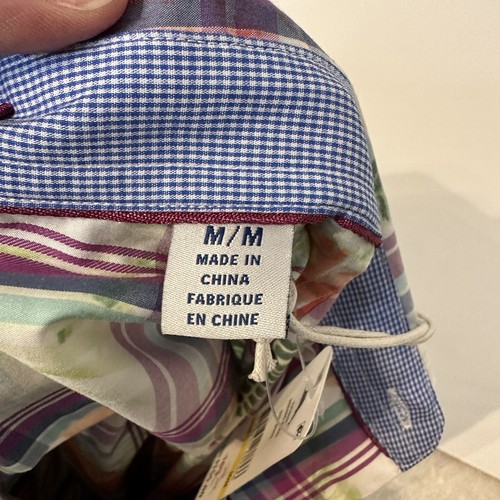 M/M
MADE IN
CHINA
FABRIQUE
EN CHINE